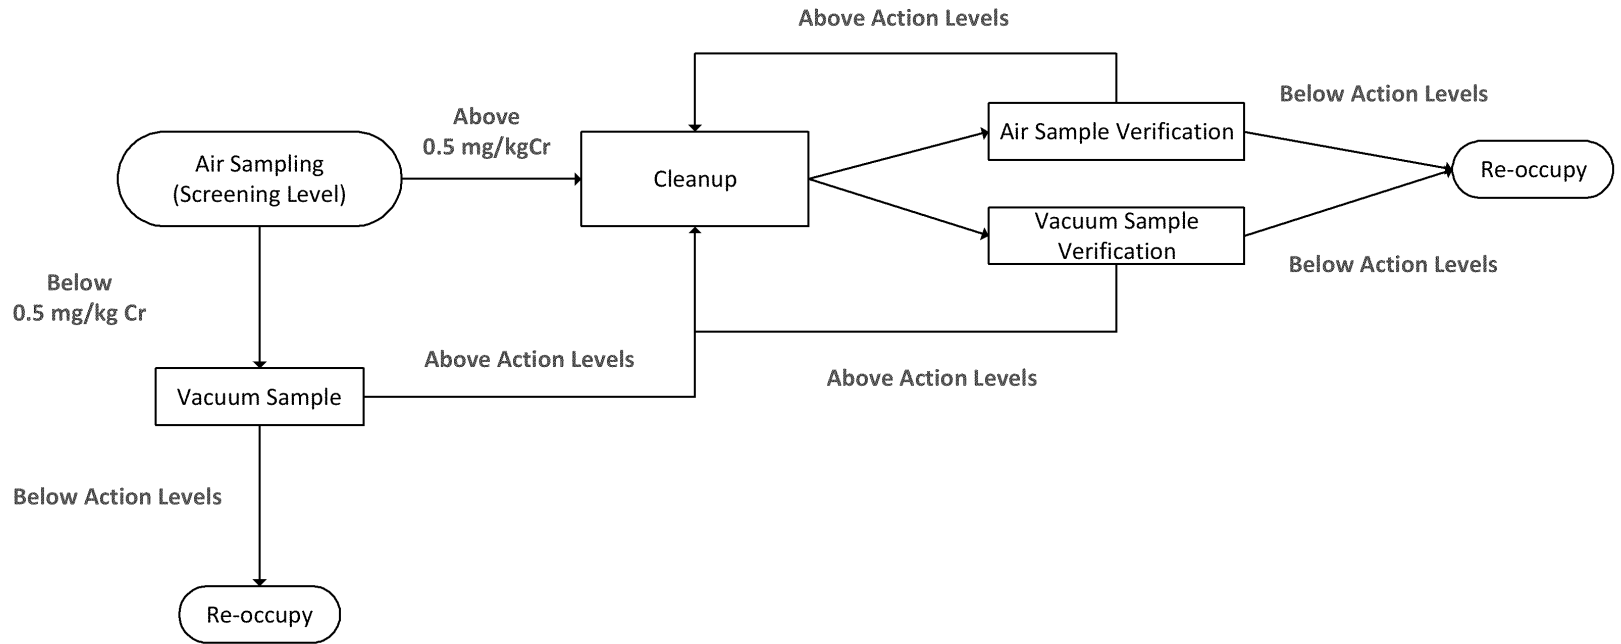 Above Action Levels
Above
0.5 mg/kgCr
Below Action Levels
Air Sampling
(Screening Level)
Cleanup
Air Sample Verification
Re-occupy
Vacuum Sample
Verification
Below Action Levels
Below
0.5 mg/kg Cr
Above Action Levels
Above Action Levels
Vacuum Sample
Below Action Levels
Re-occupy